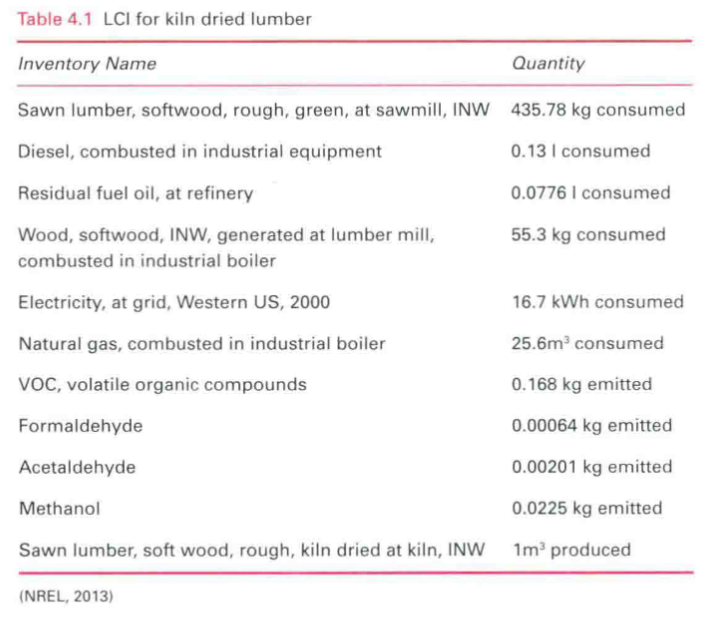 Table 4.1 LCI for kiln dried lumber
Inventory Name Quantity
Sawn lumber, softwood, rough, green, at sawmill, INW 435.78 kg consumed
Diesel, combusted in industrial equipment 0.13 l consumed
Residual fuel oil, at refinery 0.0776 l consumed
Wood, softwood, INW, generated at lumber mill, 55.3 kg consumed
combusted in industrial boiler
Electricity, at grid, Western US, 2000 16.7 kWh consumed
Natural gas, combusted in industrial boiler 25.6m³ consumed
VOC, volatile organic compounds 0.168 kg emitted
Formaldehyde 0.00064 kg emitted
Acetaldehyde 0.00201 kg emitted
Methanol 0.0225 kg emitted
Sawn lumber, soft wood, rough, kiln dried at kiln, INW 1m³ produced
(NREL, 2013)